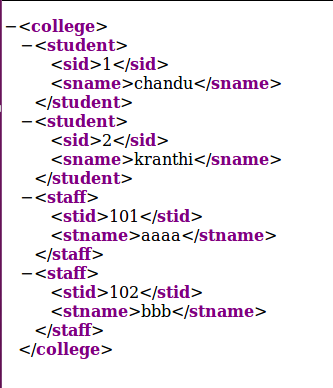 −<college>
−<student>
<sid>1</sid>
<sname>chandu</sname>
</student>
−<student>
<sid>2</sid>
<sname>kranthi</sname>
</student>
−<staff>
<stid>101</stid>
<stname>aaaa</stname>
</staff>
−<staff>
<stid>102</stid>
<stname>bbb</stname>
</staff>
</college>